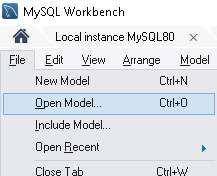 MySQL Workbench
Local instance MySQL80
File Edit View Arrange Model
New Model Ctrl+N
Open Model... Ctrl+O
Include Model...
Open Recent
Close Tab Ctrl+W